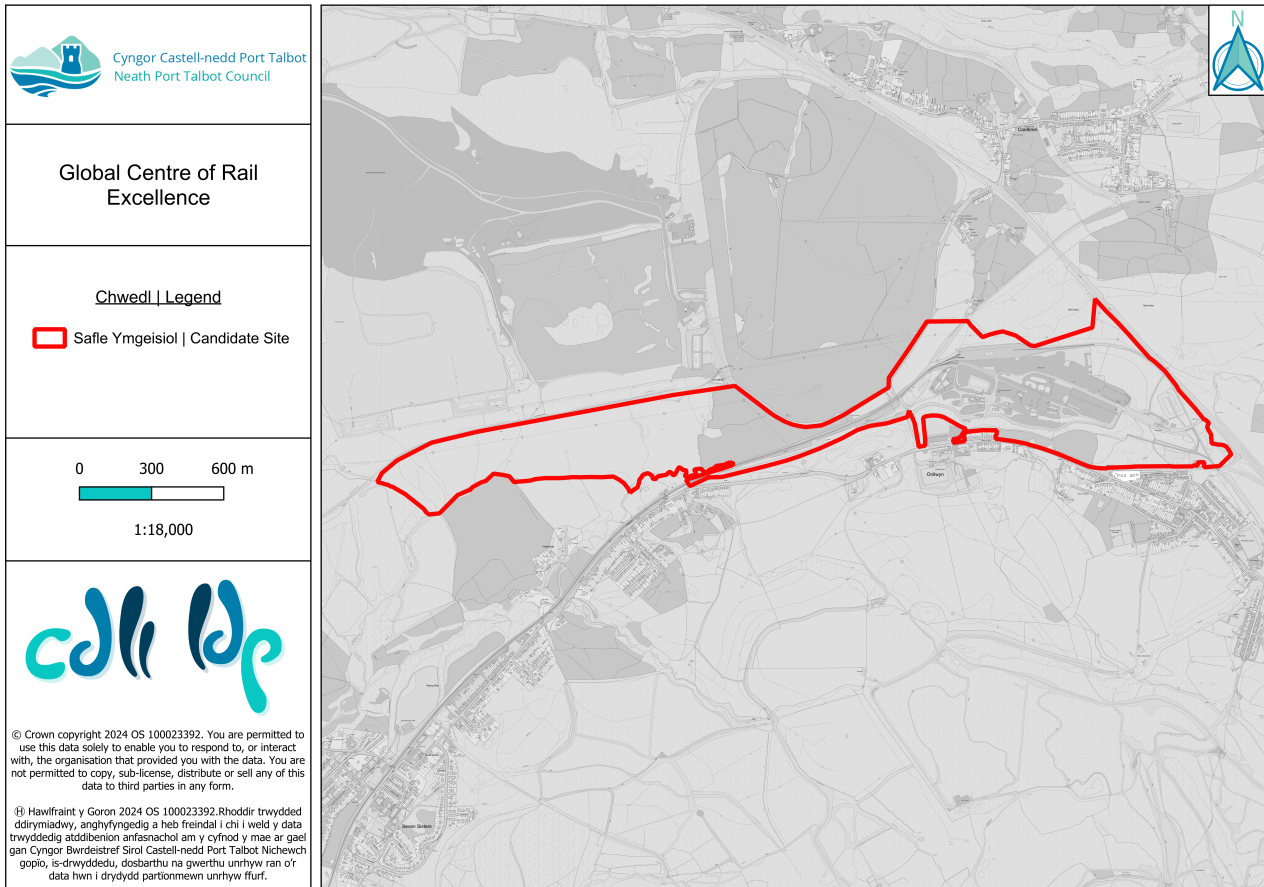 Cyngor Castell-nedd Port Talbot
Neath Port Talbot Council
Global Centre of Rail
Excellence
Chwedl | Legend
Safle Ymgeisiol | Candidate Site
0 300 600 m
1:18,000
cdll ldp
© Crown copyright 2024 OS 100023392. You are permitted to
use this data solely to enable you to respond to, or interact
with, the organisation that provided you with the data. You are
not permitted to copy, sub-license, distribute or sell any of this
data to third parties in any form.
Ⓗ Hawlfraint y Goron 2024 OS 100023392.Rhoddir trwydded
ddirymiadwy, anghyfyngedig a heb freindal i chi i weld y data
trwyddedig atddibenion anfasnachol am y cyfnod y mae ar gael
gan Cyngor Bwrdeistref Sirol Castell-nedd Port Talbot Nichewch
gopïo, is-drwyddedu, dosbarthu na gwerthu unrhyw ran o'r
data hwn i drydydd partïonmewn unrhyw ffurf.
N
Coelbren
Onllwyn
Seven Sisters